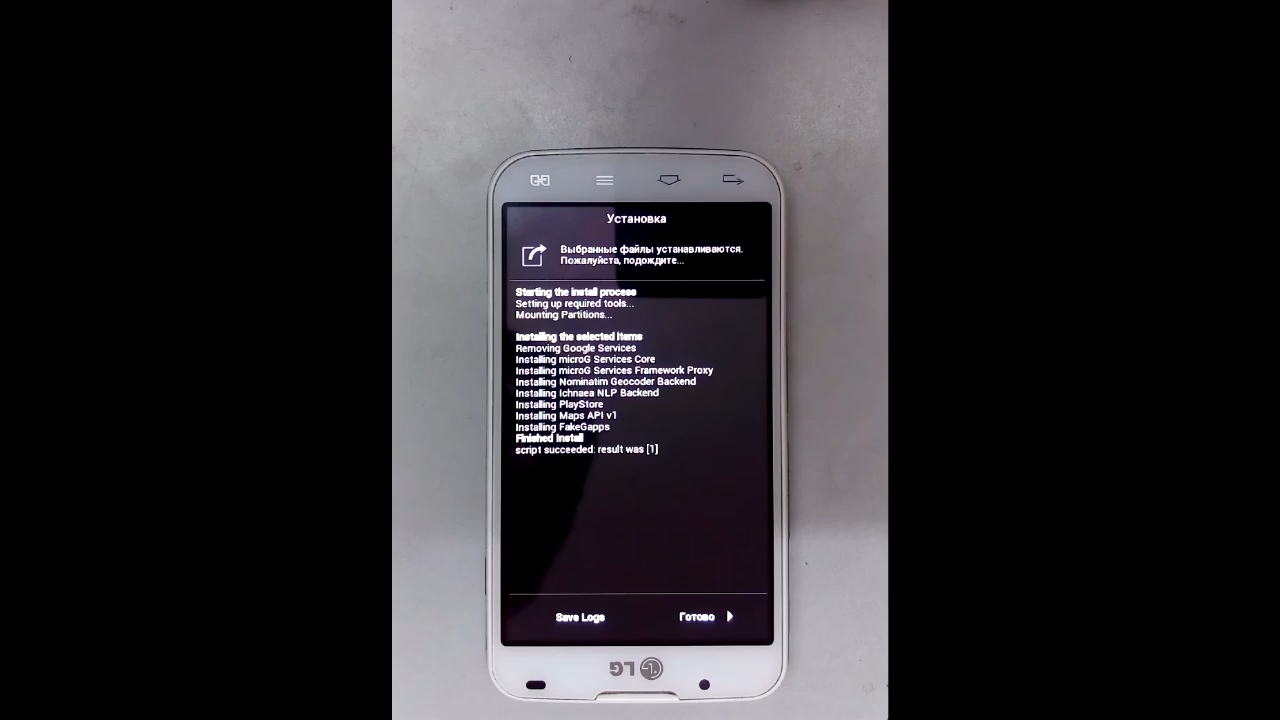 Установка
Выбранные файлы устанавливаются.
Пожалуйста, подождите...
Starting the install process
Setting up required tools...
Mounting Partitions...
Installing the selected items
Removing Google Services
Installing microG Services Core
Installing microG Services Framework Proxy
Installing Nominatim Geocoder Backend
Installing Ichnaea NLP Backend
Installing PlayStore
Installing Maps API v1
Installing FakeGapps
Finished Install
script succeeded: result was [1]
Save Logs
Готово
LG